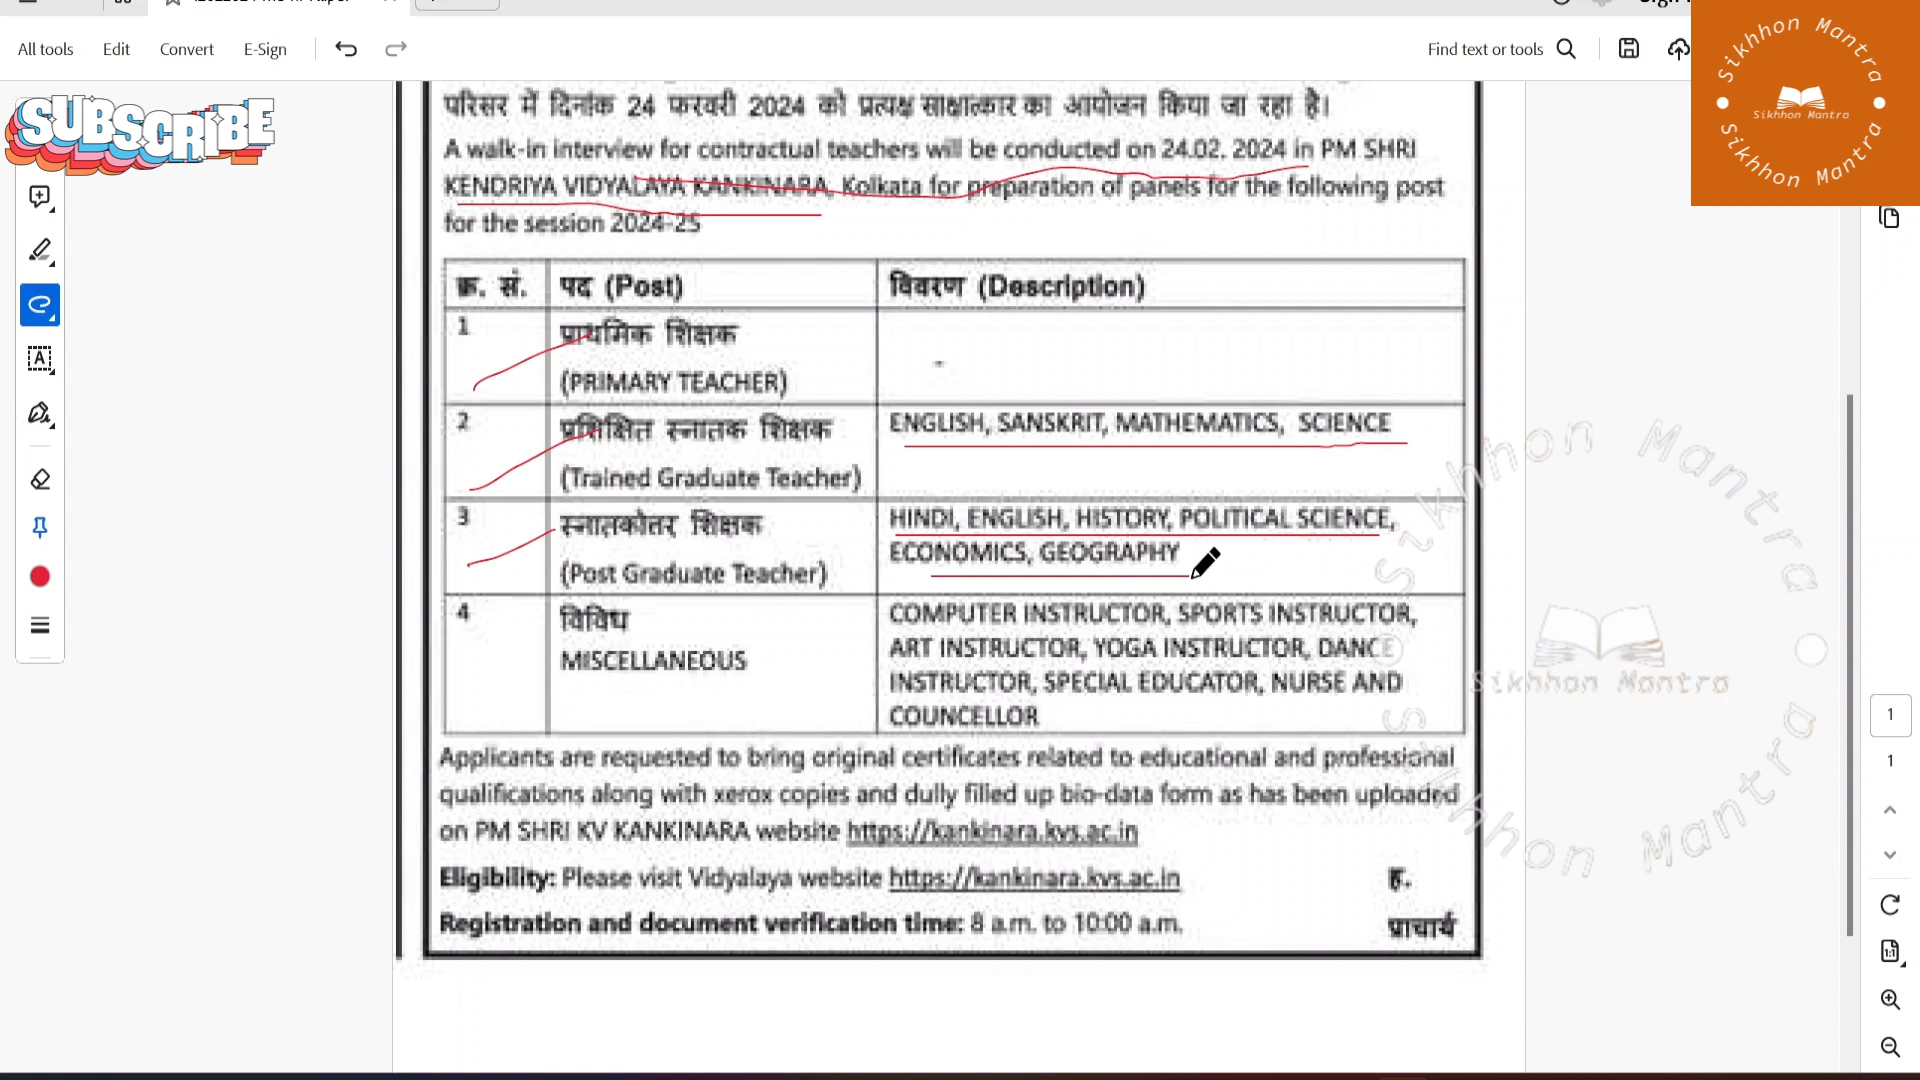 All tools Edit Convert E-Sign
Find text or tools
SUBSCRIBE
Sikhhon Mantra
Sikhhon Mantra
Sikhhon Mantra
परिसर में दिनांक 24 फरवरी 2024 को प्रत्यक्ष साक्षात्कार का आयोजन किया जा रहा है।
A walk-in interview for contractual teachers will be conducted on 24.02. 2024 in PM SHRI
KENDRIYA VIDYALAYA KANKINARA, Kolkata for preparation of panels for the following post
for the session 2024-25
क्र. सं. पद (Post) विवरण (Description)
1 प्राथमिक शिक्षक
(PRIMARY TEACHER) -
2 प्रशिक्षित स्नातक शिक्षक ENGLISH, SANSKRIT, MATHEMATICS, SCIENCE
(Trained Graduate Teacher)
3 स्नातकोतर शिक्षक HINDI, ENGLISH, HISTORY, POLITICAL SCIENCE,
ECONOMICS, GEOGRAPHY
(Post Graduate Teacher)
4 विविध COMPUTER INSTRUCTOR, SPORTS INSTRUCTOR,
MISCELLANEOUS ART INSTRUCTOR, YOGA INSTRUCTOR, DANCE
INSTRUCTOR, SPECIAL EDUCATOR, NURSE AND
COUNCELLOR
Applicants are requested to bring original certificates related to educational and professional
qualifications along with xerox copies and dully filled up bio-data form as has been uploaded
on PM SHRI KV KANKINARA website https://kankinara.kvs.ac.in
Eligibility: Please visit Vidyalaya website https://kankinara.kvs.ac.in ह.
Registration and document verification time: 8 a.m. to 10:00 a.m. प्राचार्य
Sikhhon Mantra
Sikhhon Mantra
Sikhhon Mantra
1
1